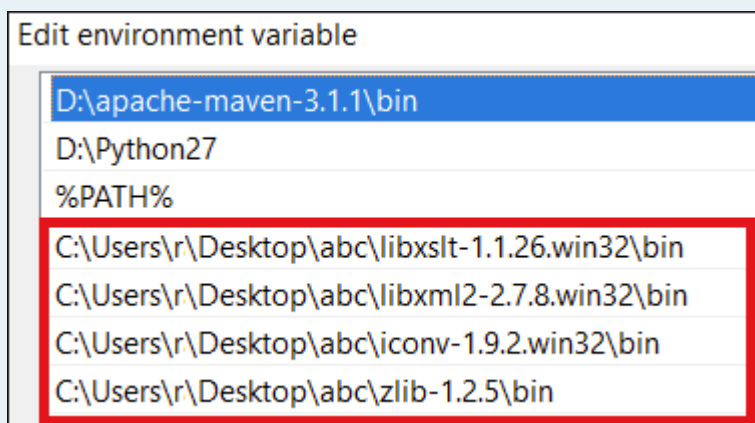 Edit environment variable
D:\apache-maven-3.1.1\bin
D:\Python27
%PATH%
C:\Users\r\Desktop\abc\libxslt-1.1.26.win32\bin
C:\Users\r\Desktop\abc\libxml2-2.7.8.win32\bin
C:\Users\r\Desktop\abc\iconv-1.9.2.win32\bin
C:\Users\r\Desktop\abc\zlib-1.2.5\bin